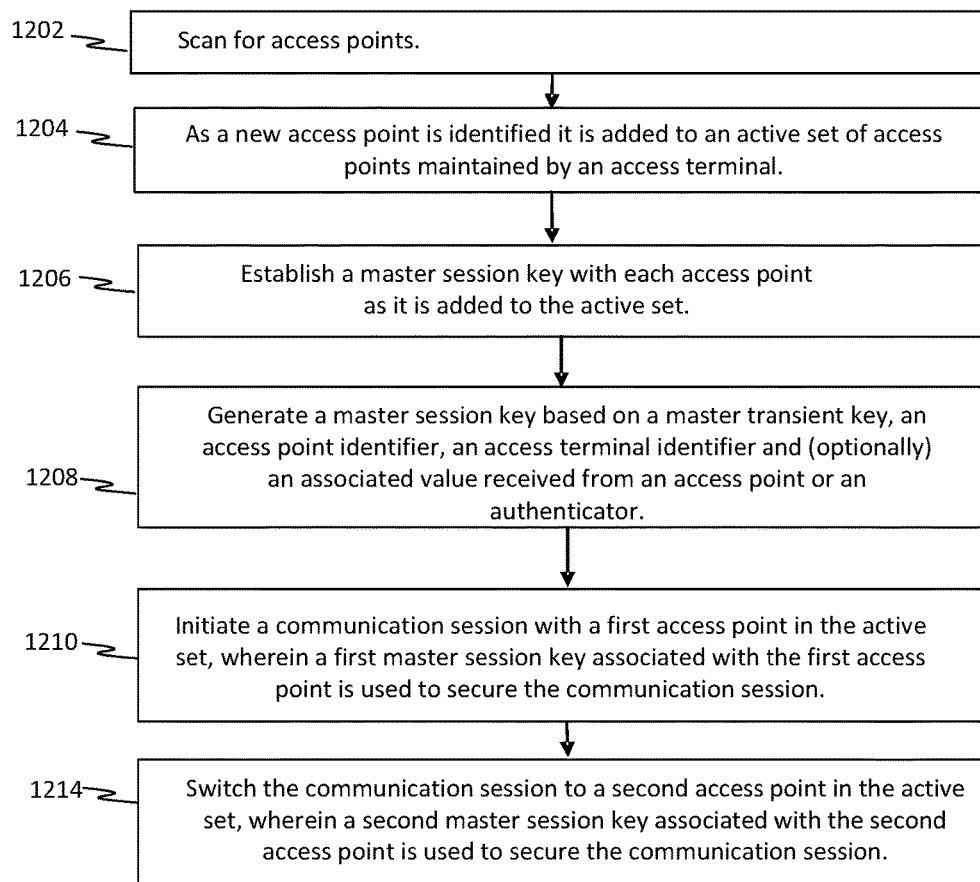 1202
Scan for access points.
1204
As a new access point is identified it is added to an active set of access
points maintained by an access terminal.
1206
Establish a master session key with each access point
as it is added to the active set.
1208
Generate a master session key based on a master transient key, an
access point identifier, an access terminal identifier and (optionally)
an associated value received from an access point or an
authenticator.
1210
Initiate a communication session with a first access point in the active
set, wherein a first master session key associated with the first access
point is used to secure the communication session.
1214
Switch the communication session to a second access point in the active
set, wherein a second master session key associated with the second
access point is used to secure the communication session.